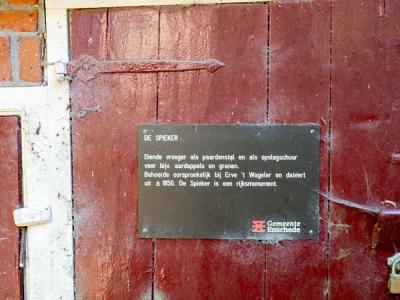 DE SPIEKER
Diende vroeger als paardenstal en als opslagschuur
voor bijv. aardappels en granen.
Behoorde oorspronkelijk bij Erve 't Wageler en dateert
uit ± 1850. De Spieker is een rijksmonument.
Gemeente
Enschede